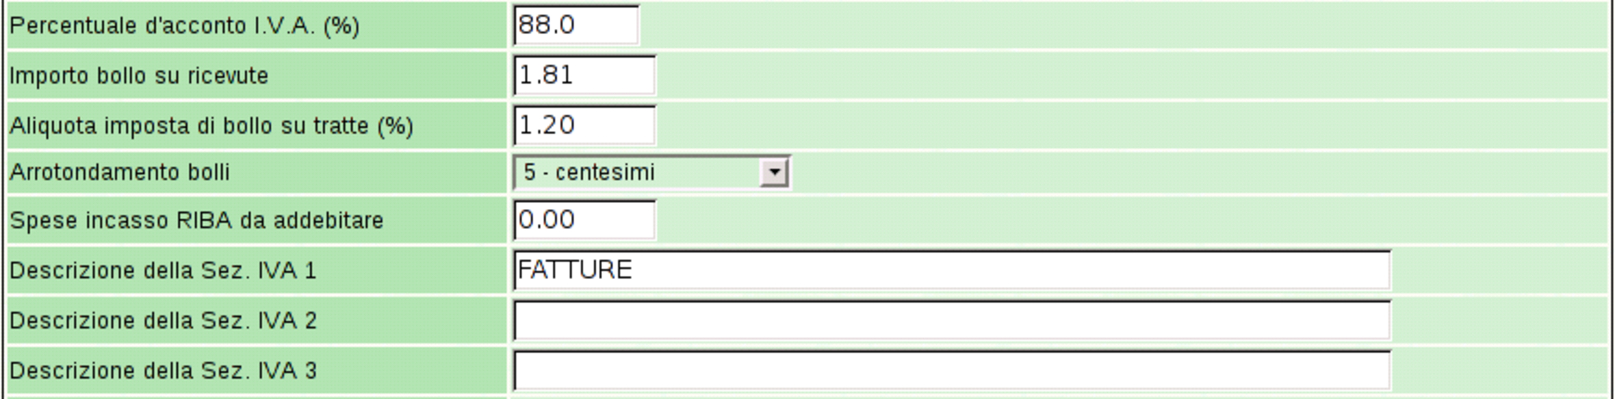 Percentuale d'acconto I.V.A. (%) 88.0
Importo bollo su ricevute 1.81
Aliquota imposta di bollo su tratte (%) 1.20
Arrotondamento bolli 5 - centesimi
Spese incasso RIBA da addebitare 0.00
Descrizione della Sez. IVA 1 FATTURE
Descrizione della Sez. IVA 2
Descrizione della Sez. IVA 3